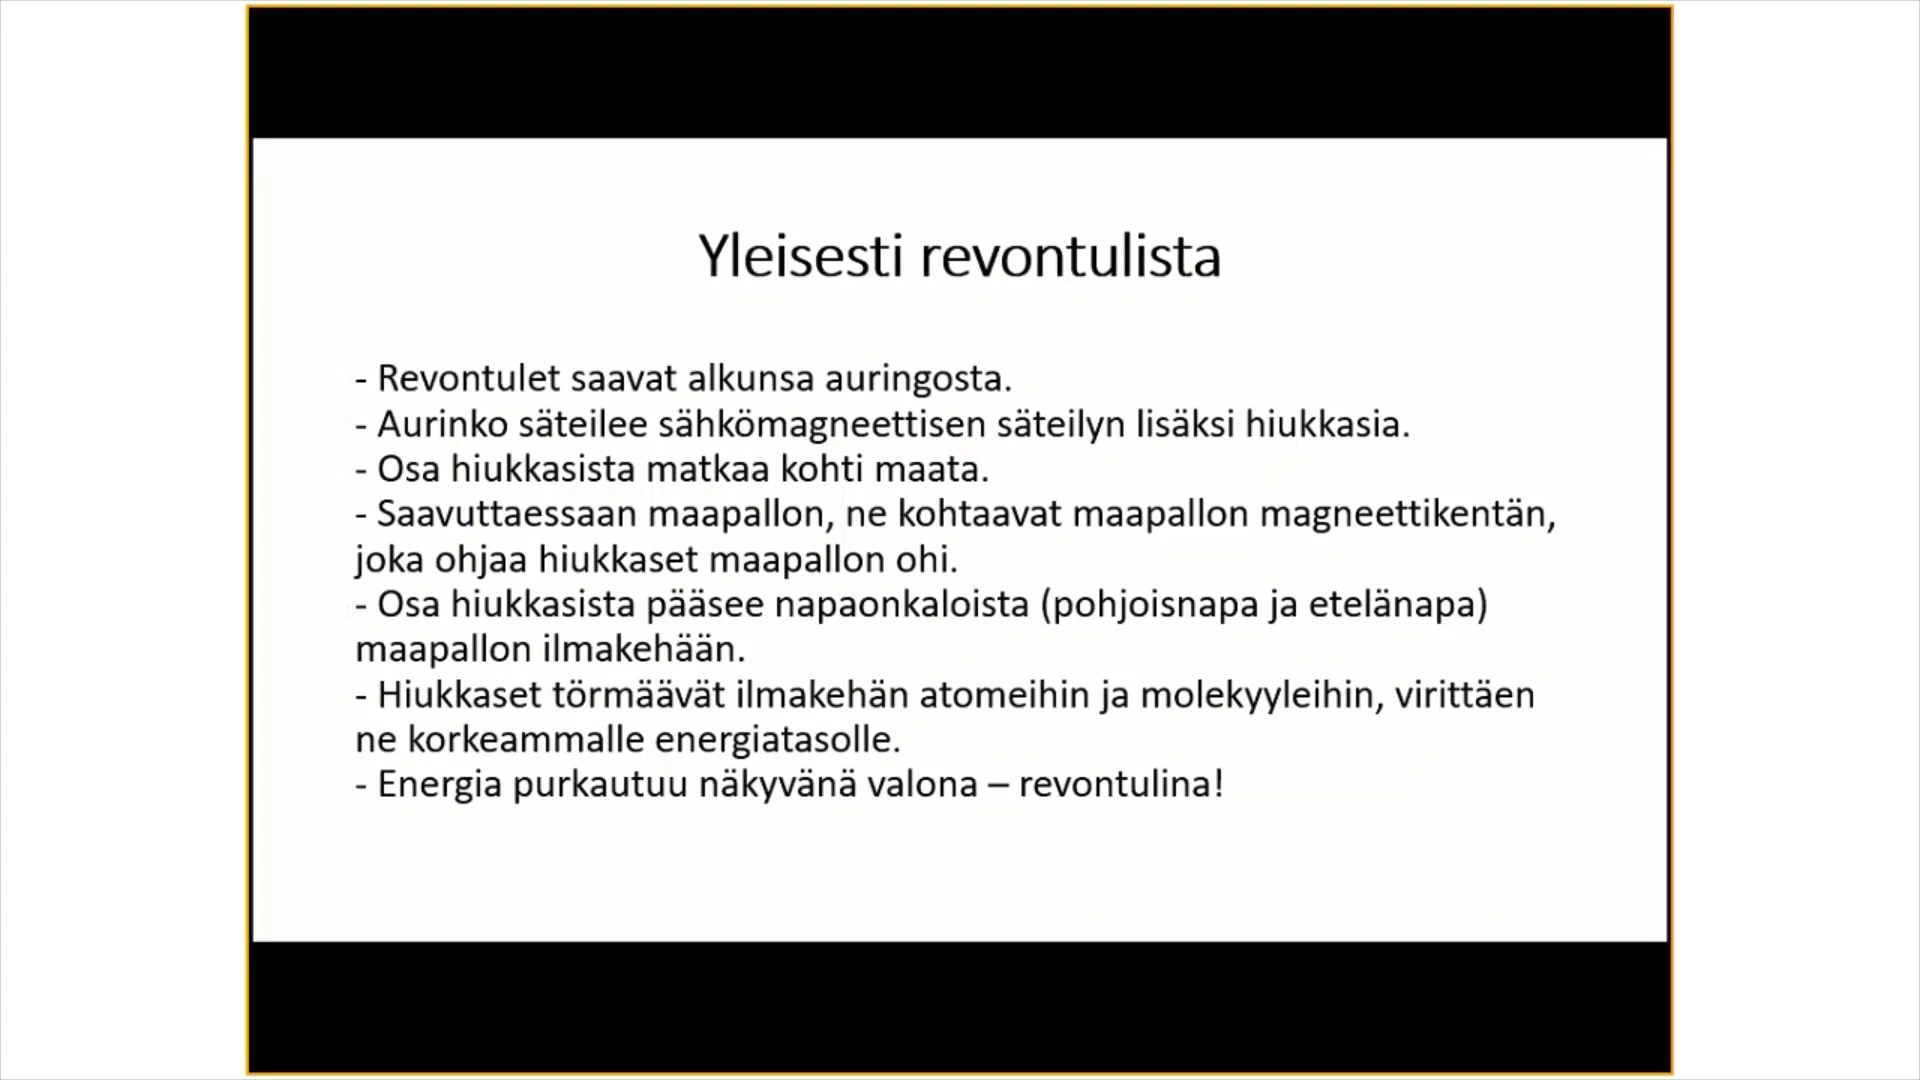 Yleisesti revontulista
- Revontulet saavat alkunsa auringosta.
- Aurinko säteilee sähkömagneettisen säteilyn lisäksi hiukkasia.
- Osa hiukkasista matkaa kohti maata.
- Saavuttaessaan maapallon, ne kohtaavat maapallon magneettikentän,
joka ohjaa hiukkaset maapallon ohi.
- Osa hiukkasista pääsee napaonkaloista (pohjoisnapa ja etelänapa)
maapallon ilmakehään.
- Hiukkaset törmäävät ilmakehän atomeihin ja molekyyleihin, virittäen
ne korkeammalle energiatasolle.
- Energia purkautuu näkyvänä valona – revontulina!